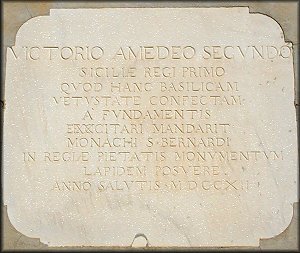 VICTORIO AMEDEO SECVNDO
SICILIÆ REGI PRIMO
QVOD HANC BASILICAM
VETVSTATE CONFECTAM
A FVNDAMENTIS
EXCITARI MANDARIT
MONACHI S·BERNARDI
IN REGIÆ PIETATIS MONVMENTVM
LAPIDEM POSVERE
ANNO SALVTIS